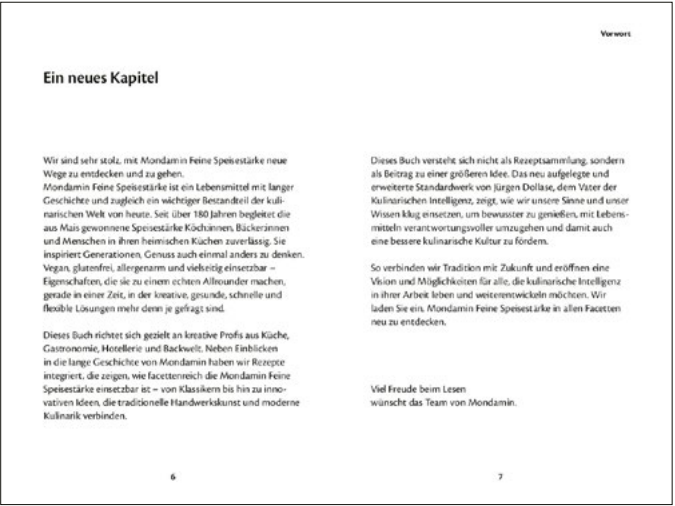 Vorwort
Ein neues Kapitel
Wir sind sehr stolz, mit Mondamin Feine Speisestärke neue
Wege zu entdecken und zu gehen.
Mondamin Feine Speisestärke ist ein Lebensmittel mit langer
Geschichte und zugleich ein wichtiger Bestandteil der kuli-
narischen Welt von heute. Seit über 180 Jahren begleitet die
aus Mais gewonnene Speisestärke Köch:innen, Bäcker:innen
und Menschen in ihren heimischen Küchen zuverlässig. Sie
inspiriert Generationen, Genuss auch einmal anders zu denken.
Vegan, glutenfrei, allergenarm und vielseitig einsetzbar –
Eigenschaften, die sie zu einem echten Allrounder machen,
gerade in einer Zeit, in der kreative, gesunde, schnelle und
flexible Lösungen mehr denn je gefragt sind.
Dieses Buch richtet sich gezielt an kreative Profis aus Küche,
Gastronomie, Hotellerie und Backwelt. Neben Einblicken
in die lange Geschichte von Mondamin haben wir Rezepte
integriert, die zeigen, wie facettenreich die Mondamin Feine
Speisestärke einsetzbar ist – von Klassikern bis hin zu inno-
vativen Ideen, die traditionelle Handwerkskunst und moderne
Kulinarik verbinden.
6
Dieses Buch versteht sich nicht als Rezeptsammlung, sondern
als Beitrag zu einer größeren Idee. Das neu aufgelegte und
erweiterte Standardwerk von Jürgen Dollase, dem Vater der
Kulinarischen Intelligenz, zeigt, wie wir unsere Sinne und unser
Wissen klug einsetzen, um bewusster zu genießen, mit Lebens-
mitteln verantwortungsvoller umzugehen und damit auch
eine bessere kulinarische Kultur zu fördern.
So verbinden wir Tradition mit Zukunft und eröffnen eine
Vision und Möglichkeiten für alle, die kulinarische Intelligenz
in ihrer Arbeit leben und weiterentwickeln möchten. Wir
laden Sie ein, Mondamin Feine Speisestärke in allen Facetten
neu zu entdecken.
Viel Freude beim Lesen
wünscht das Team von Mondamin.
7